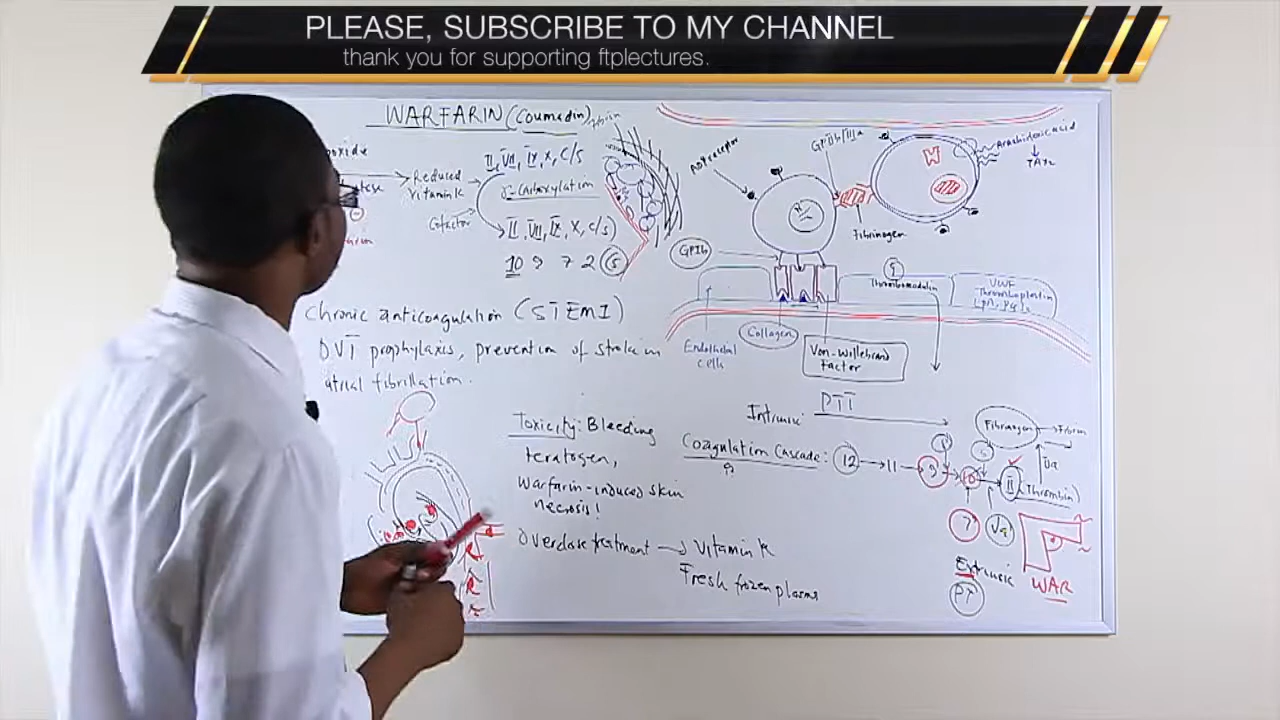 PLEASE, SUBSCRIBE TO MY CHANNEL
thank you for supporting ftplectures.
WARFARIN (Coumadin)
Reduced
vitamin K
Cofactor
II, VII, IX, X, C/S
γ-Carboxylation
II, VII, IX, X, C/S
10 9 7 2
Chronic anticoagulation (STEMI)
DVT prophylaxis, prevention of stroke in
atrial fibrillation.
Toxicity: Bleeding
teratogen,
Warfarin-induced skin
necrosis!
Overdose treatment → Vitamin K
Fresh frozen plasma
GPIIb/IIIa
Arachidonic acid
TXA2
Fibrinogen
GPIb
Thrombomodulin
VWF
Thromboplastin
Collagen
Endothelial
cells
Von-Willebrand
Factor
PTT
Intrinsic
Coagulation Cascade: 12 → 11 → 9 → 10 → II (Thrombin)
Fibrinogen → Fibrin
IIa
7
Extrinsic
PT
WAR